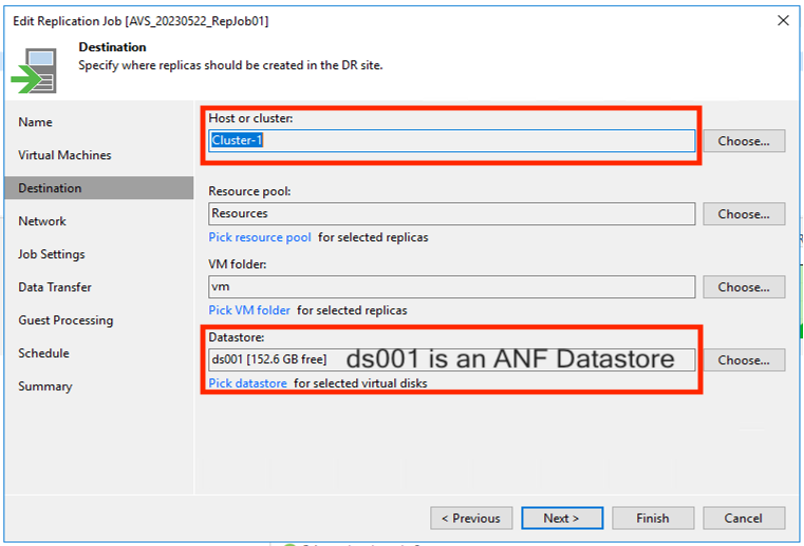 Edit Replication Job [AVS_20230522_RepJob01]
Destination
Specify where replicas should be created in the DR site.
Name
Virtual Machines
Destination
Network
Job Settings
Data Transfer
Guest Processing
Schedule
Summary
Host or cluster:
Cluster-1 Choose...
Resource pool:
Resources Choose...
Pick resource pool for selected replicas
VM folder:
vm Choose...
Pick VM folder for selected replicas
Datastore:
ds001 [152.6 GB free] ds001 is an ANF Datastore Choose...
Pick datastore for selected virtual disks
< Previous Next > Finish Cancel